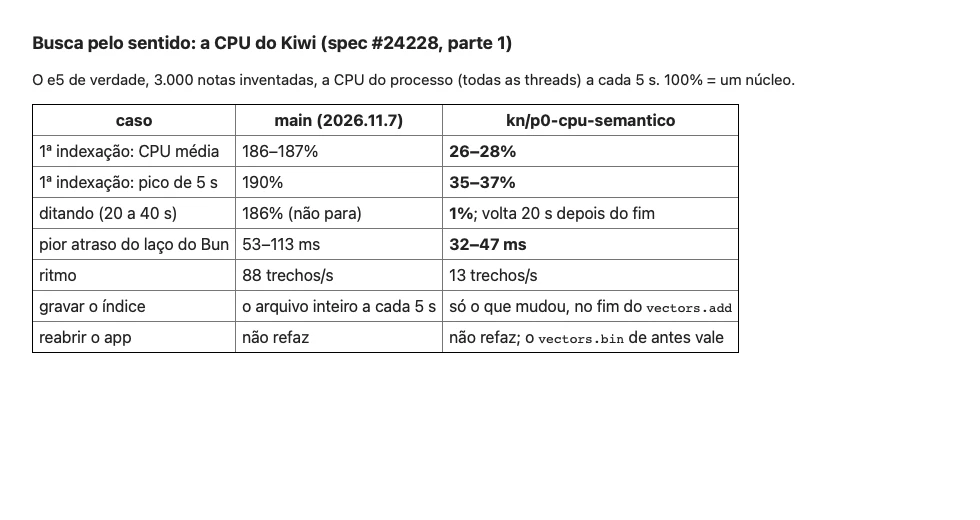 Busca pelo sentido: a CPU do Kiwi (spec #24228, parte 1)
O e5 de verdade, 3.000 notas inventadas, a CPU do processo (todas as threads) a cada 5 s. 100% = um núcleo.
caso main (2026.11.7) kn/p0-cpu-semantico
1ª indexação: CPU média 186–187% 26–28%
1ª indexação: pico de 5 s 190% 35–37%
ditando (20 a 40 s) 186% (não para) 1%; volta 20 s depois do fim
pior atraso do laço do Bun 53–113 ms 32–47 ms
ritmo 88 trechos/s 13 trechos/s
gravar o índice o arquivo inteiro a cada 5 s só o que mudou, no fim do vectors.add
reabrir o app não refaz não refaz; o vectors.bin de antes vale